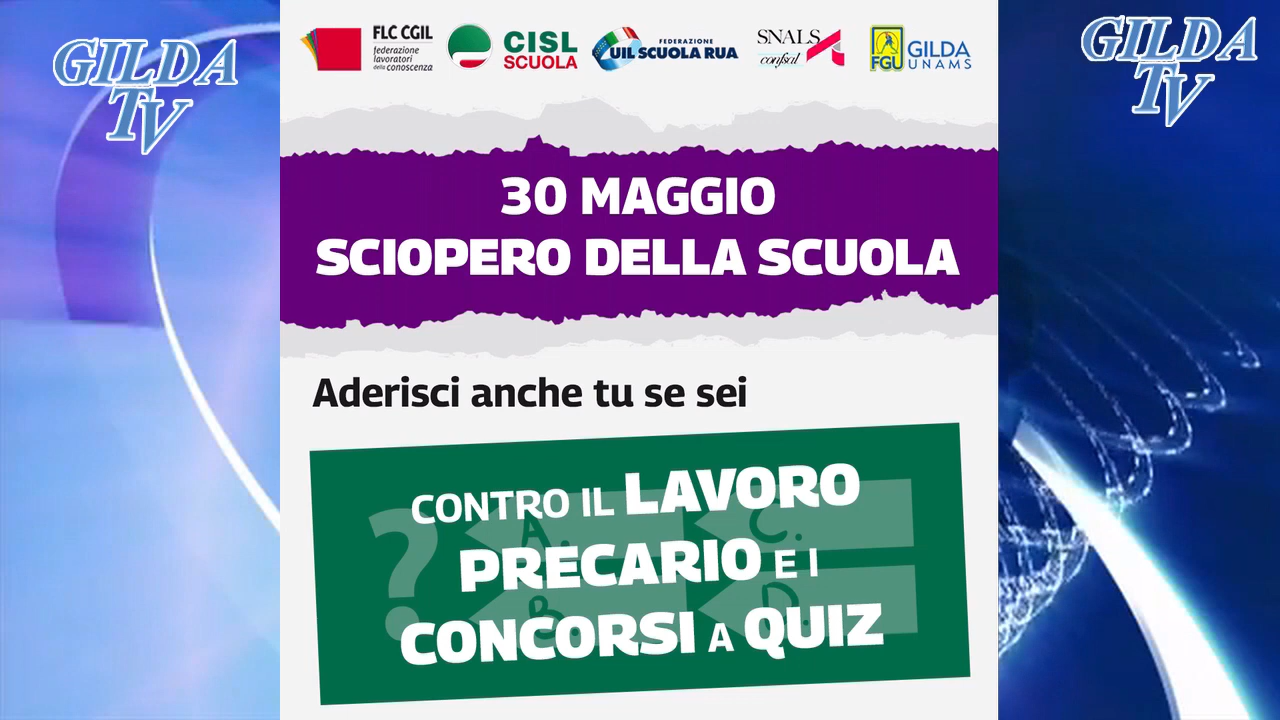 GILDA
TV
FLC CGIL
federazione
lavoratori
della conoscenza
CISL
SCUOLA
FEDERAZIONE
UIL SCUOLA RUA
SNALS
confsal
FGU
GILDA
UNAMS
GILDA
TV
30 MAGGIO
SCIOPERO DELLA SCUOLA
Aderisci anche tu se sei
CONTRO IL LAVORO
PRECARIO E I
CONCORSI A QUIZ
?
A.
C.
B.
D.